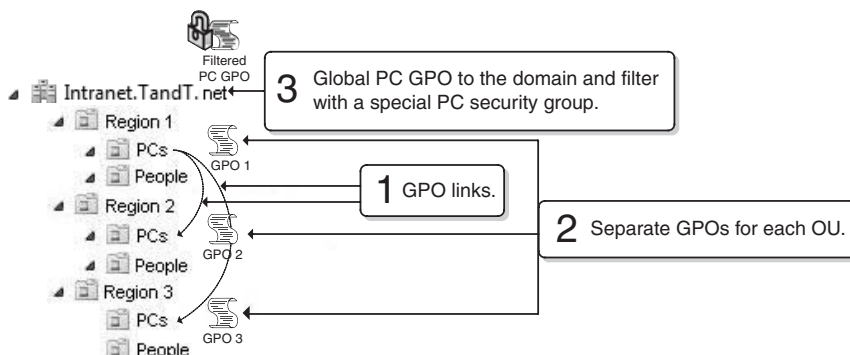 Filtered
PC GPO
3 Global PC GPO to the domain and filter
with a special PC security group.
Intranet.TandT.net
Region 1
PCs
GPO 1
People
1 GPO links.
Region 2
PCs
GPO 2
2 Separate GPOs for each OU.
People
Region 3
PCs
GPO 3
People